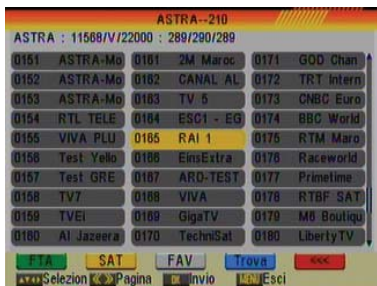 ASTRA--210
ASTRA : 11568/V/22000 : 289/290/289
0151 ASTRA-Mo 0161 2M Maroc 0171 GOD Chan
0152 ASTRA-Mo 0162 CANAL AL 0172 TRT Intern
0153 ASTRA-Mo 0163 TV 5 0173 CNBC Euro
0154 RTL TELE 0164 ESC1 - EG 0174 BBC World
0155 VIVA PLU 0165 RAI 1 0175 RTM Maro
0156 Test Yello 0166 EinsExtra 0176 Raceworld
0157 Test GRE 0167 ARD-TEST 0177 Primetime
0158 TV7 0168 VIVA 0178 RTBF SAT
0159 TVEi 0169 GigaTV 0179 M6 Boutiqu
0160 Al Jazeera 0170 TechniSat 0180 Liberty TV
FTA SAT FAV Trova <<<
Selezion Pagina OK Invio MENU Esci